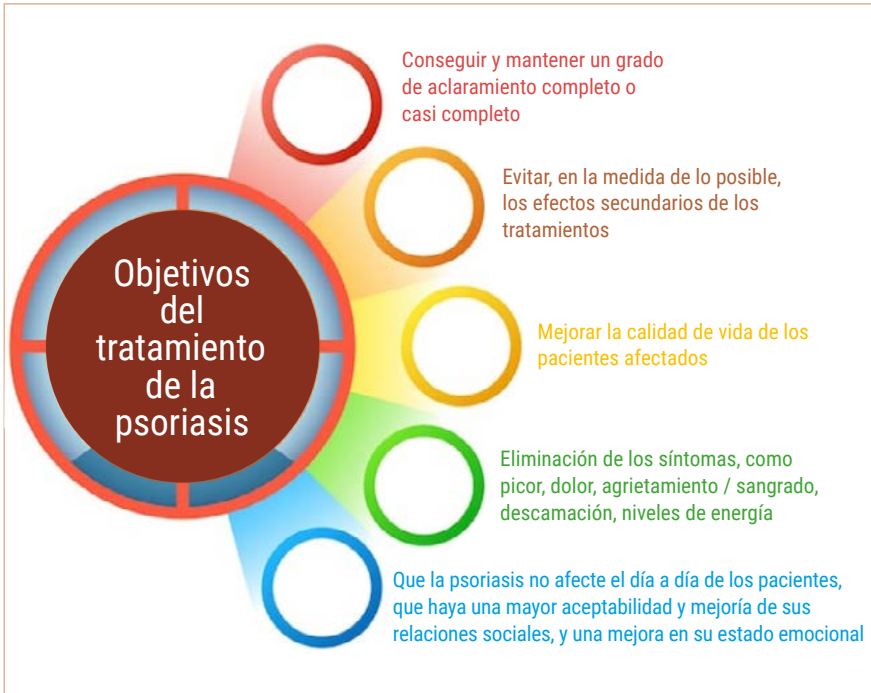 Objetivos
del
tratamiento
de la
psoriasis
Conseguir y mantener un grado
de aclaramiento completo o
casi completo
Evitar, en la medida de lo posible,
los efectos secundarios de los
tratamientos
Mejorar la calidad de vida de los
pacientes afectados
Eliminación de los síntomas, como
picor, dolor, agrietamiento / sangrado,
descamación, niveles de energía
Que la psoriasis no afecte el día a día de los pacientes,
que haya una mayor aceptabilidad y mejoría de sus
relaciones sociales, y una mejora en su estado emocional